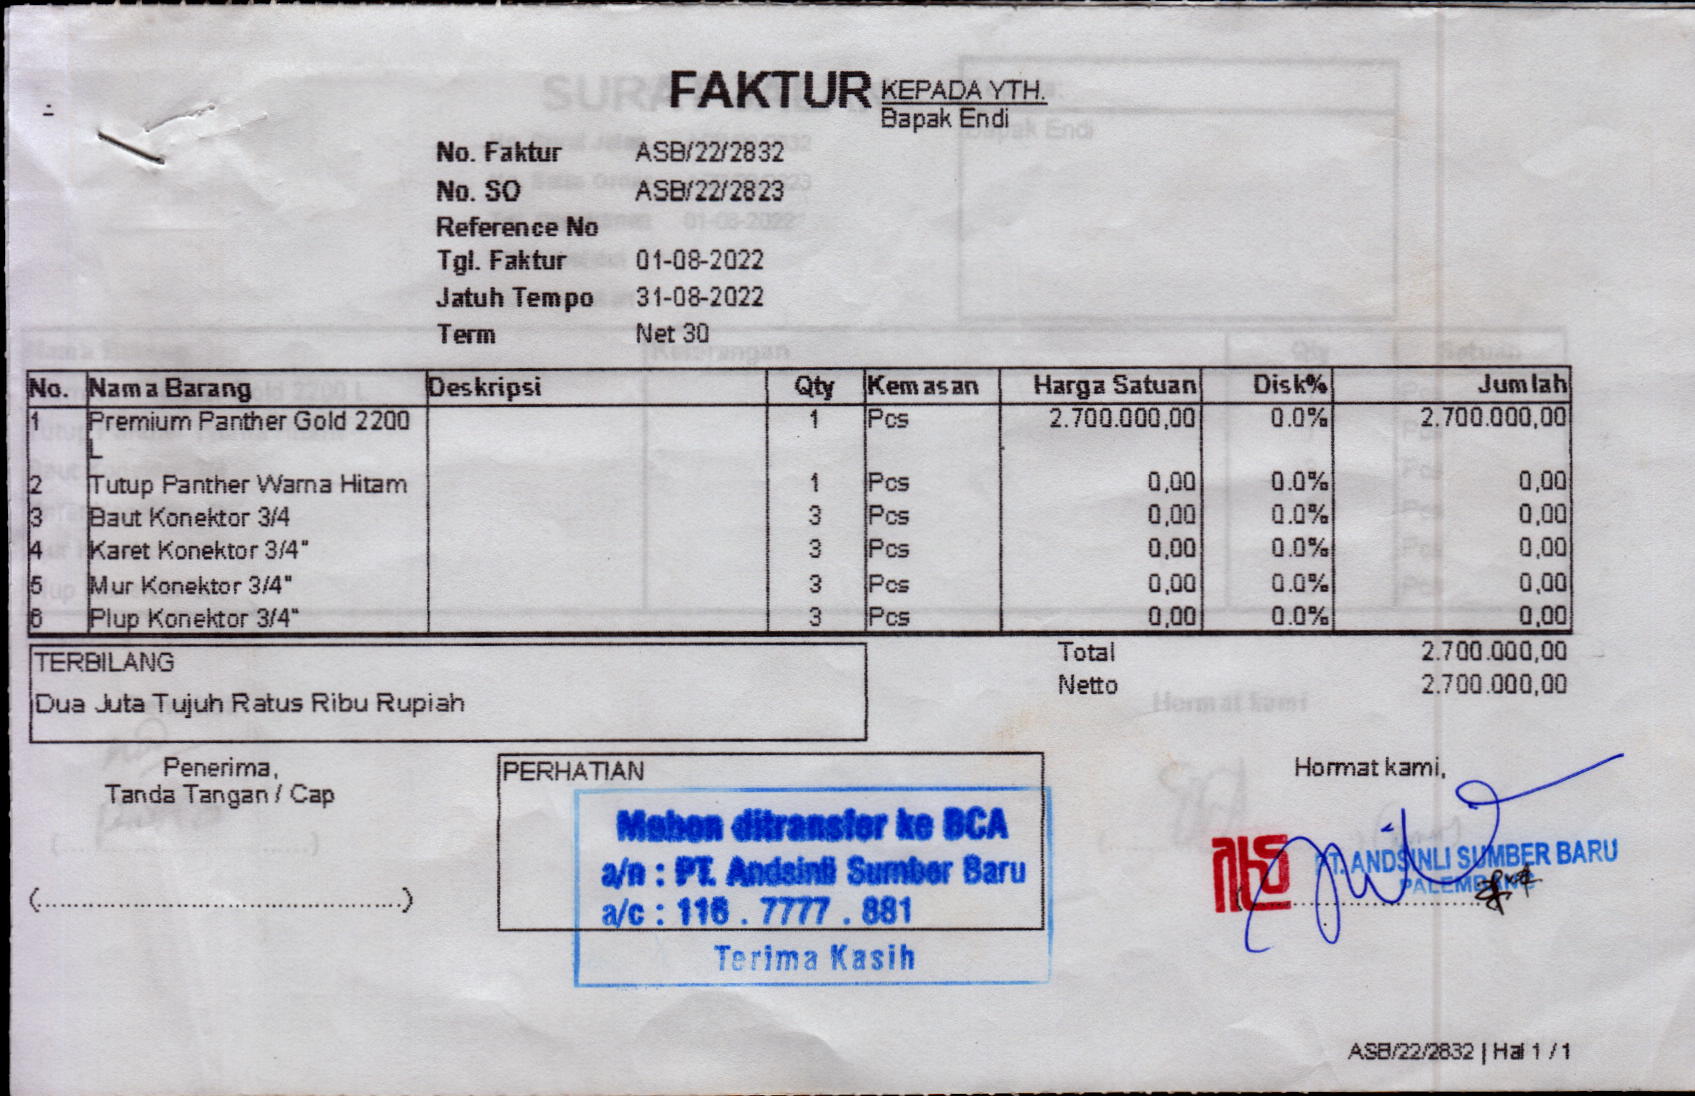 FAKTUR
KEPADA YTH.
Bapak Endi
No. Faktur ASB/22/2832
No. SO ASB/22/2823
Reference No
Tgl. Faktur 01-08-2022
Jatuh Tempo 31-08-2022
Term Net 30
No. Nama Barang Deskripsi Qty Kemasan Harga Satuan Disk% Jumlah
1 Premium Panther Gold 2200 1 Pcs 2.700.000,00 0.0% 2.700.000,00
L
2 Tutup Panther Warna Hitam 1 Pcs 0,00 0.0% 0,00
3 Baut Konektor 3/4 3 Pcs 0,00 0.0% 0,00
4 Karet Konektor 3/4" 3 Pcs 0,00 0.0% 0,00
5 Mur Konektor 3/4" 3 Pcs 0,00 0.0% 0,00
6 Plup Konektor 3/4" 3 Pcs 0,00 0.0% 0,00
TERBILANG
Dua Juta Tujuh Ratus Ribu Rupiah
Total 2.700.000,00
Netto 2.700.000,00
Penerima,
Tanda Tangan / Cap
(......................................................)
PERHATIAN
Mohon ditransfer ke BCA
a/n : PT. Andsinli Sumber Baru
a/c : 116 . 7777 . 881
Terima Kasih
Hormat kami,
PT. ANDSINLI SUMBER BARU
PALEMBANG
ASB/22/2832 | Hal 1 / 1